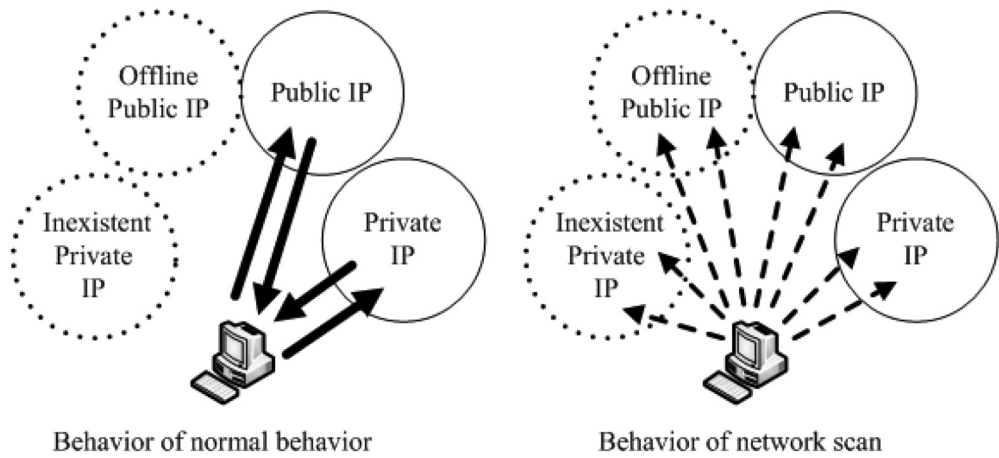 Offline
Public IP
Public IP
Inexistent
Private
IP
Private
IP
Behavior of normal behavior
Offline
Public IP
Public IP
Inexistent
Private
IP
Private
IP
Behavior of network scan